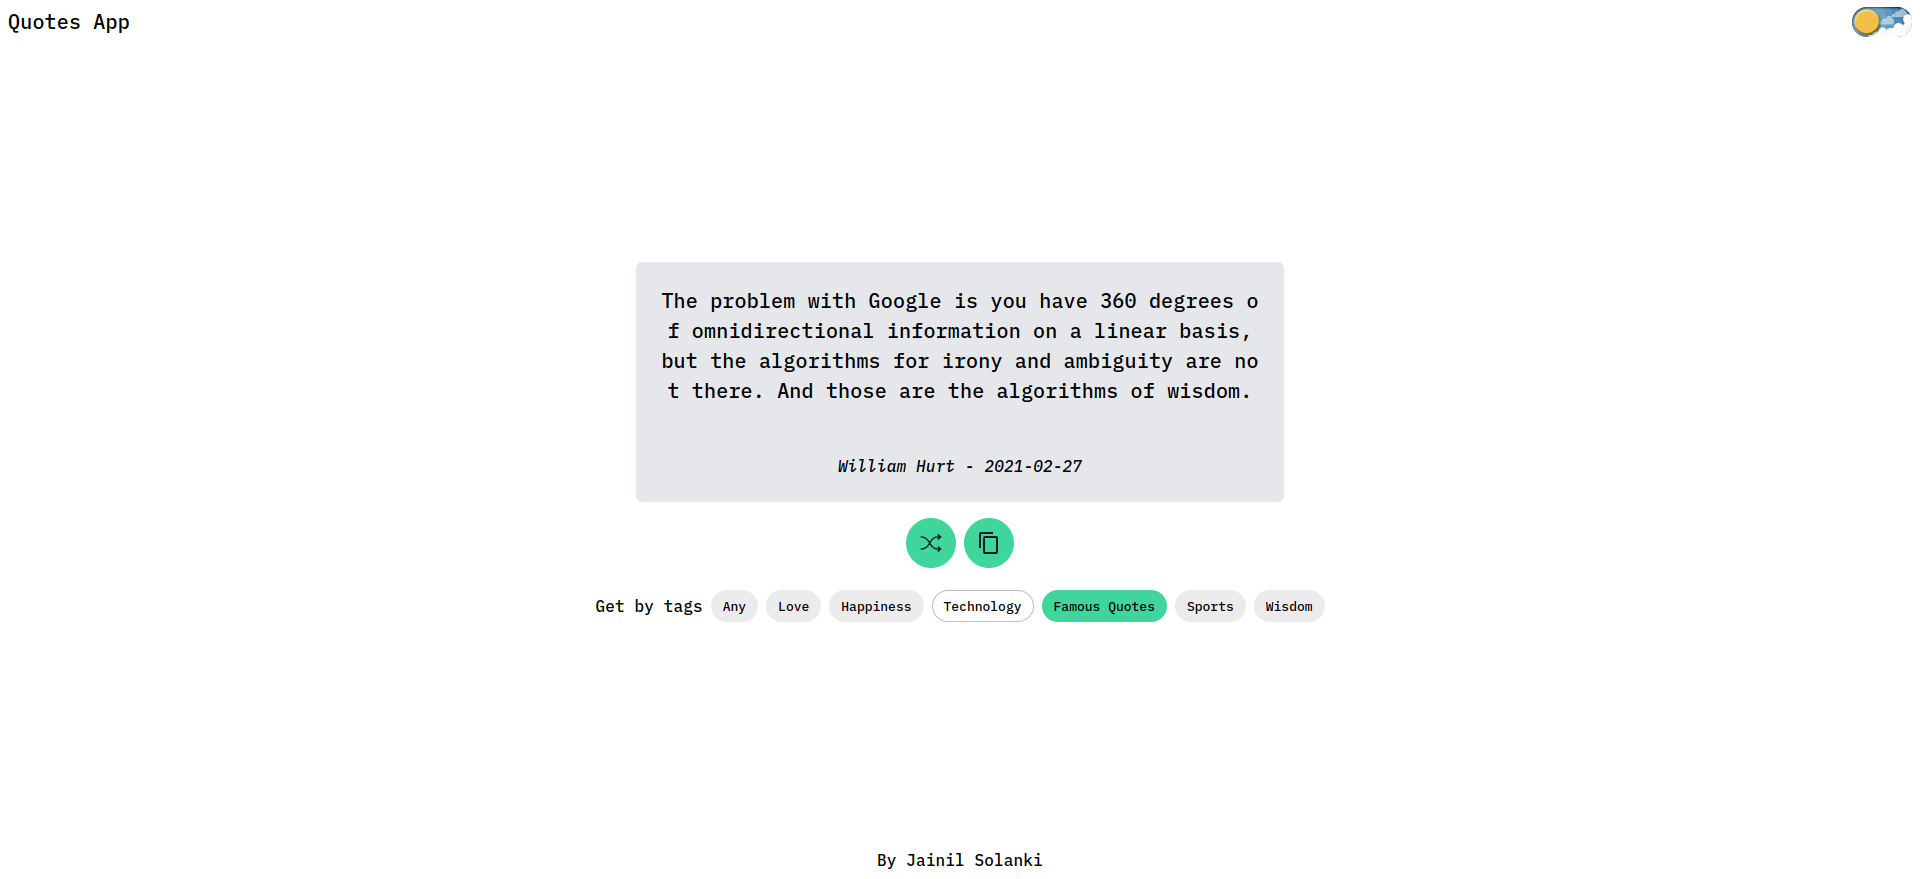 Quotes App
The problem with Google is you have 360 degrees o
f omnidirectional information on a linear basis,
but the algorithms for irony and ambiguity are no
t there. And those are the algorithms of wisdom.
William Hurt - 2021-02-27
Get by tags Any Love Happiness Technology Famous Quotes Sports Wisdom
By Jainil Solanki